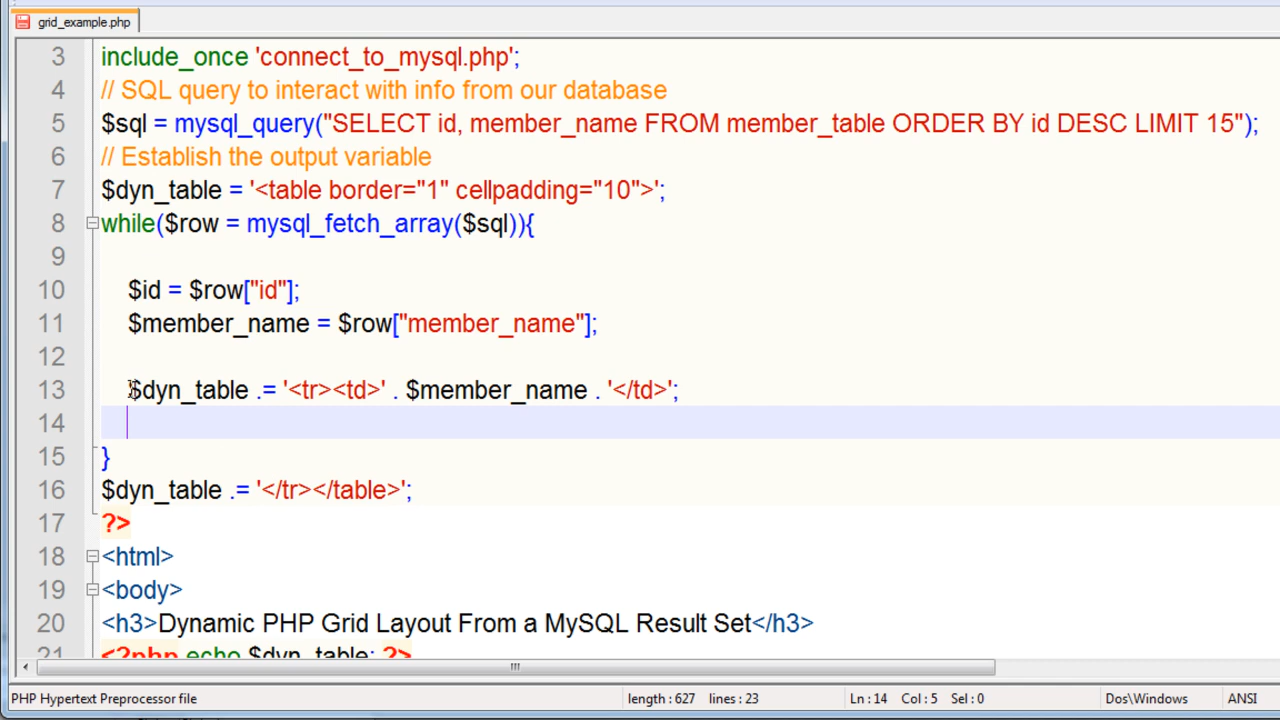 grid_example.php
3 include_once 'connect_to_mysql.php';
4 // SQL query to interact with info from our database
5 $sql = mysql_query("SELECT id, member_name FROM member_table ORDER BY id DESC LIMIT 15");
6 // Establish the output variable
7 $dyn_table = '<table border="1" cellpadding="10">';
8 while($row = mysql_fetch_array($sql)){
9
10 $id = $row["id"];
11 $member_name = $row["member_name"];
12
13 $dyn_table .= '<tr><td>' . $member_name . '</td>';
14
15 }
16 $dyn_table .= '</tr></table>';
17 ?>
18 <html>
19 <body>
20 <h3>Dynamic PHP Grid Layout From a MySQL Result Set</h3>
21 <?php echo $dyn_table; ?>
PHP Hypertext Preprocessor file length : 627 lines : 23 Ln : 14 Col : 5 Sel : 0 Dos\Windows ANSI